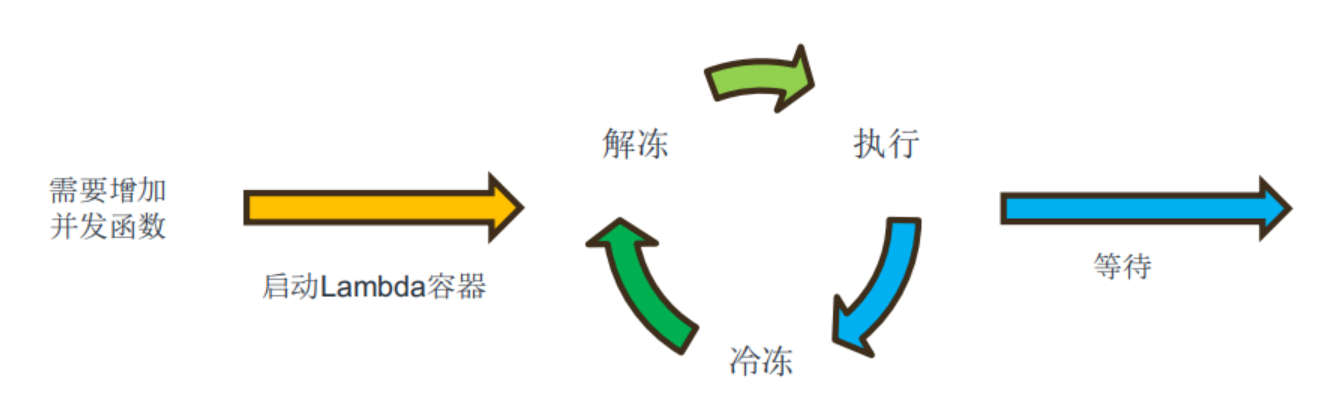 需要增加
并发函数
启动Lambda容器
解冻
执行
冷冻
等待